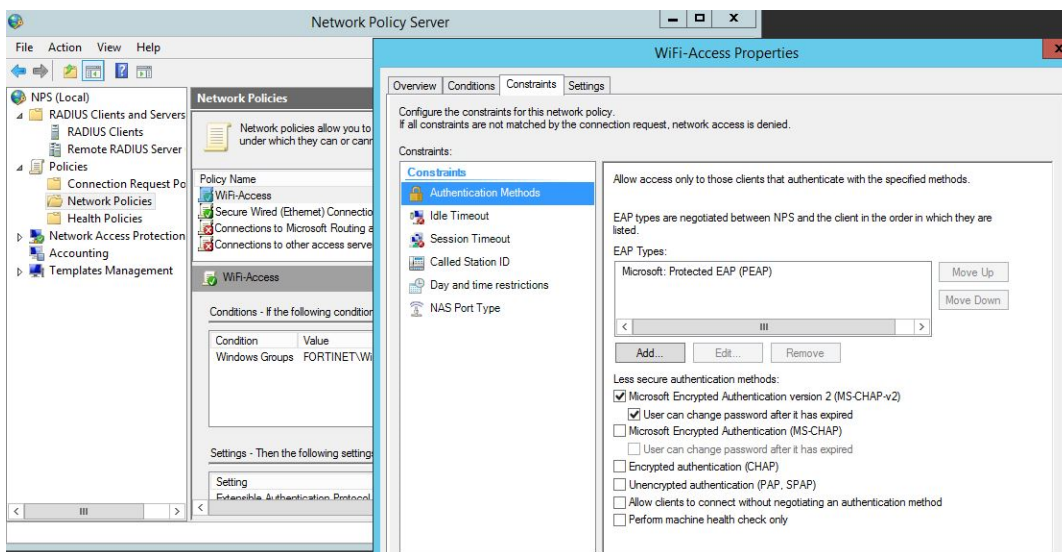 Network Policy Server
File Action View Help
NPS (Local)
RADIUS Clients and Servers
RADIUS Clients
Remote RADIUS Server
Policies
Connection Request Po
Network Policies
Health Policies
Network Access Protection
Accounting
Templates Management
Network Policies
Network policies allow you to
under which they can or cann
Policy Name
WiFi-Access
Secure Wired (Ethernet) Connectio
Connections to Microsoft Routing a
Connections to other access serve
WiFi-Access
Conditions - If the following condition
Condition Value
Windows Groups FORTINET\Wi
Settings - Then the following settings
Setting
Extensible Authentication Protocol
WiFi-Access Properties
Overview Conditions Constraints Settings
Configure the constraints for this network policy.
If all constraints are not matched by the connection request, network access is denied.
Constraints:
Constraints
Authentication Methods
Idle Timeout
Session Timeout
Called Station ID
Day and time restrictions
NAS Port Type
Allow access only to those clients that authenticate with the specified methods.
EAP types are negotiated between NPS and the client in the order in which they are
listed.
EAP Types:
Microsoft: Protected EAP (PEAP)
Move Up
Move Down
Add... Edit... Remove
Less secure authentication methods:
Microsoft Encrypted Authentication version 2 (MS-CHAP-v2)
User can change password after it has expired
Microsoft Encrypted Authentication (MS-CHAP)
User can change password after it has expired
Encrypted authentication (CHAP)
Unencrypted authentication (PAP, SPAP)
Allow clients to connect without negotiating an authentication method
Perform machine health check only